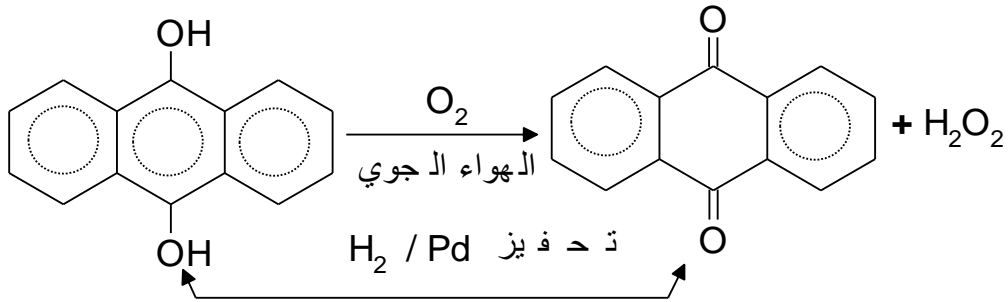 OH
O
O₂
+ H₂O₂
الهواء الجوي
OH
H₂ / Pd تحفيز
O